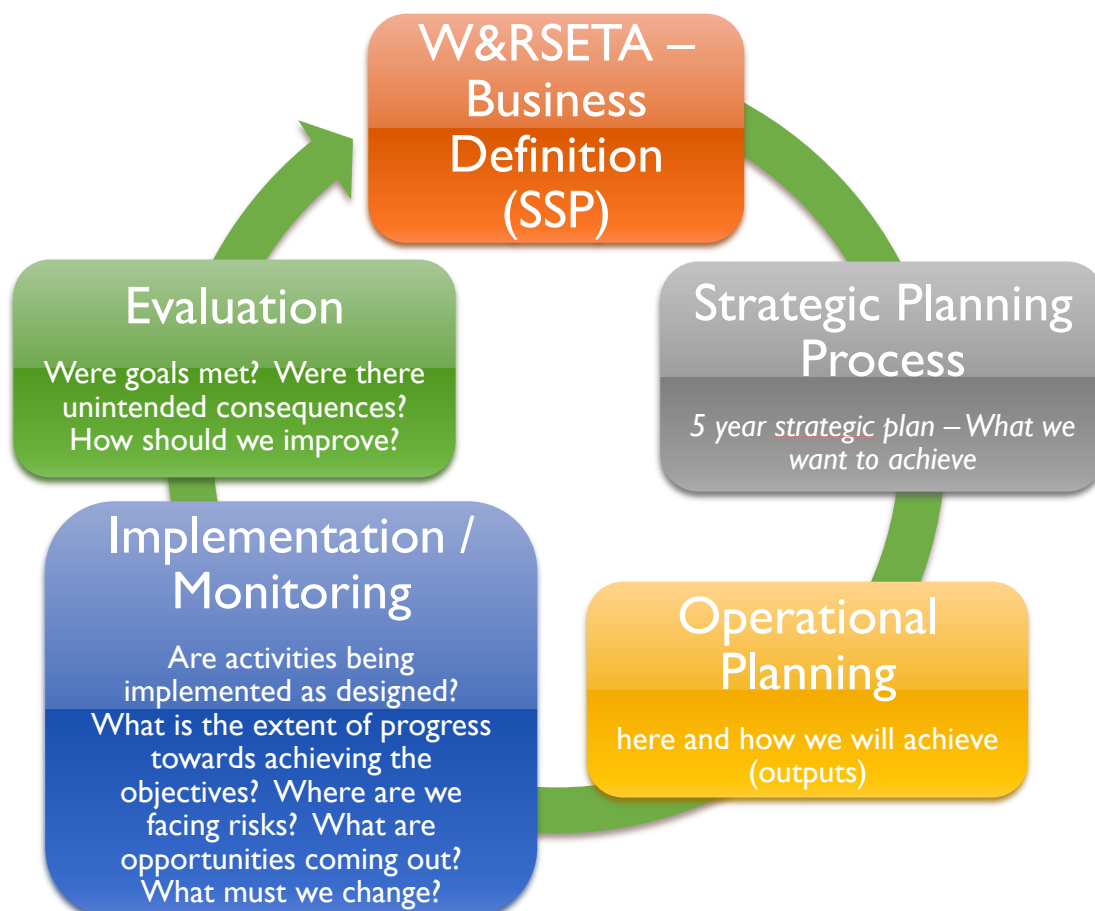 W&RSETA –
Business
Definition
(SSP)
Strategic Planning
Process
5 year strategic plan – What we
want to achieve
Operational
Planning
here and how we will achieve
(outputs)
Implementation /
Monitoring
Are activities being
implemented as designed?
What is the extent of progress
towards achieving the
objectives? Where are we
facing risks? What are
opportunities coming out?
What must we change?
Evaluation
Were goals met? Were there
unintended consequences?
How should we improve?